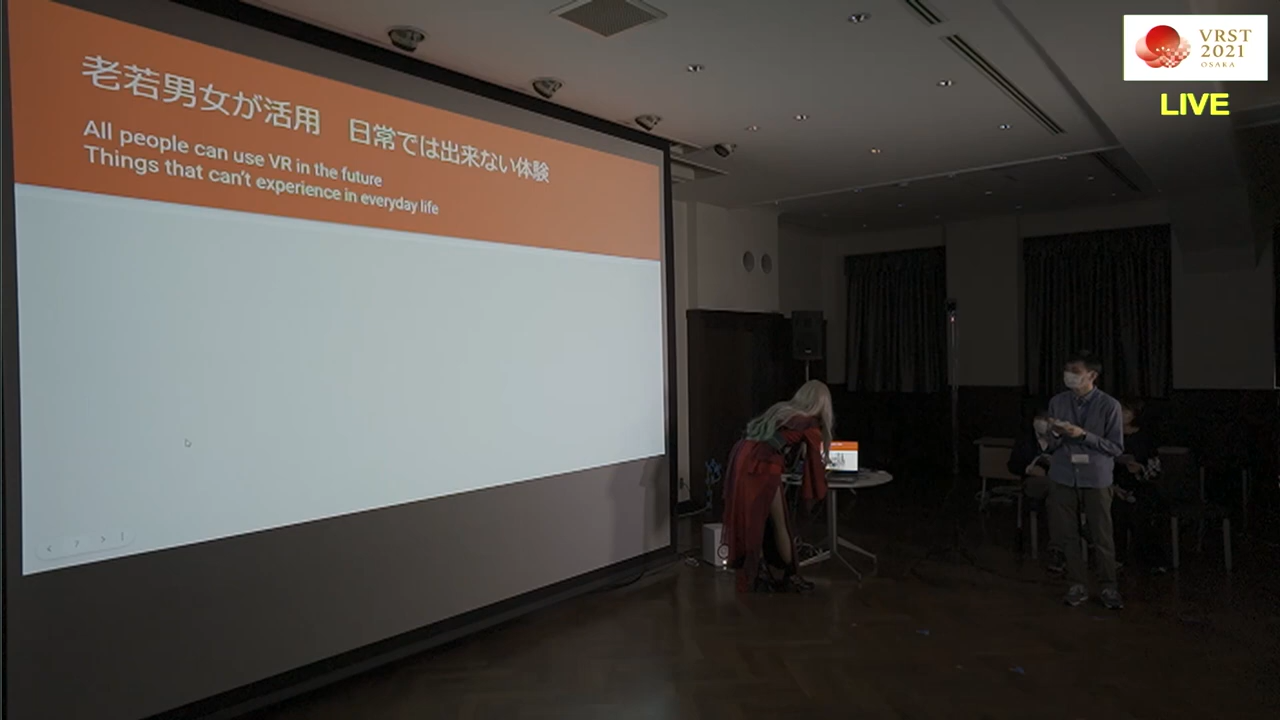 老若男女が活用　日常では出来ない体験
All people can use VR in the future
Things that can't experience in everyday life
VRST
2021
OSAKA
LIVE